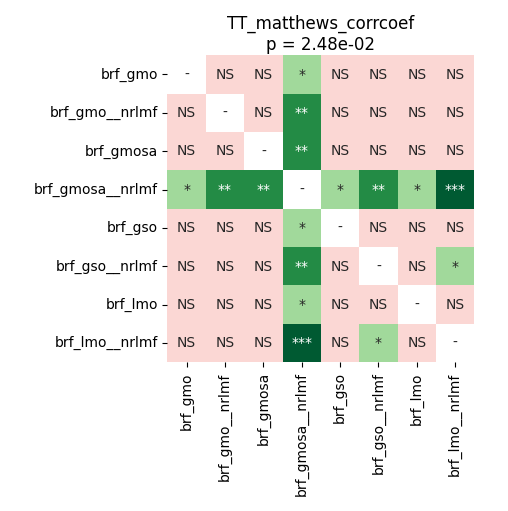 TT_matthews_corrcoef
p = 2.48e-02
brf_gmo - NS NS * NS NS NS NS
brf_gmo__nrlmf NS - NS ** NS NS NS NS
brf_gmosa NS NS - ** NS NS NS NS
brf_gmosa__nrlmf * ** ** - * ** * ***
brf_gso NS NS NS * - NS NS NS
brf_gso__nrlmf NS NS NS ** NS - NS *
brf_lmo NS NS NS * NS NS - NS
brf_lmo__nrlmf NS NS NS *** NS * NS -
brf_gmo
brf_gmo__nrlmf
brf_gmosa
brf_gmosa__nrlmf
brf_gso
brf_gso__nrlmf
brf_lmo
brf_lmo__nrlmf